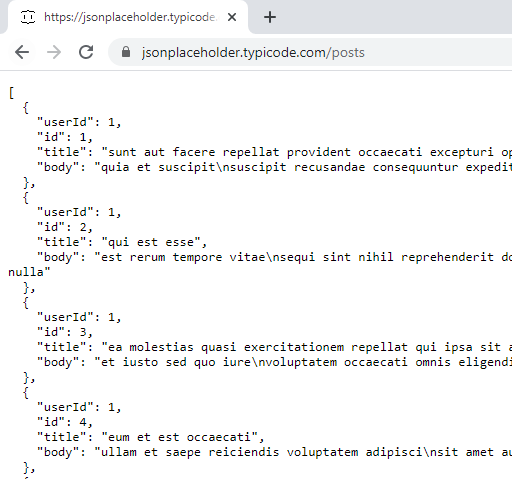 https://jsonplaceholder.typicode.
jsonplaceholder.typicode.com/posts
[
{
"userId": 1,
"id": 1,
"title": "sunt aut facere repellat provident occaecati excepturi op
"body": "quia et suscipit\nsuscipit recusandae consequuntur expedit
},
{
"userId": 1,
"id": 2,
"title": "qui est esse",
"body": "est rerum tempore vitae\nsequi sint nihil reprehenderit do
nulla"
},
{
"userId": 1,
"id": 3,
"title": "ea molestias quasi exercitationem repellat qui ipsa sit a
"body": "et iusto sed quo iure\nvoluptatem occaecati omnis eligendi
},
{
"userId": 1,
"id": 4,
"title": "eum et est occaecati",
"body": "ullam et saepe reiciendis voluptatem adipisci\nsit amet au
},